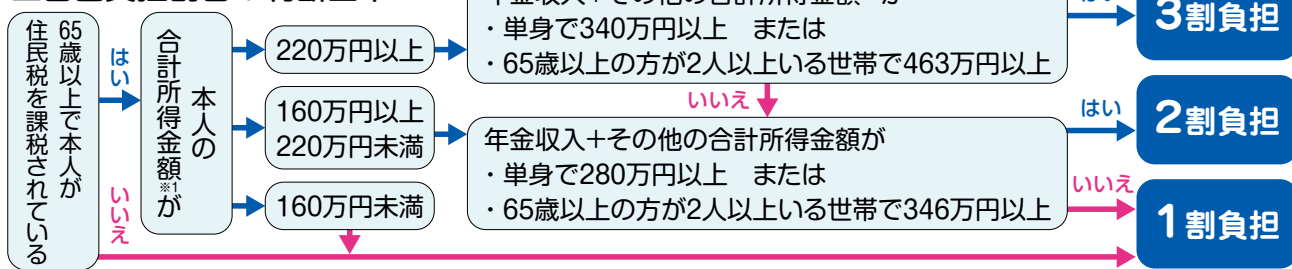 65歳以上で本人が
住民税を課税されている
はい
いいえ
本人の
合計所得金額※1が
220万円以上
160万円以上
220万円未満
160万円未満
・単身で340万円以上　または
・65歳以上の方が2人以上いる世帯で463万円以上
いいえ
年金収入＋その他の合計所得金額が
・単身で280万円以上　または
・65歳以上の方が2人以上いる世帯で346万円以上
3割負担
はい
2割負担
いいえ
1割負担